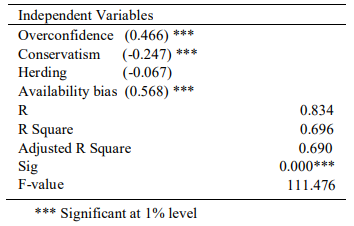 Independent Variables
Overconfidence (0.466) ***
Conservatism (-0.247) ***
Herding (-0.067)
Availability bias (0.568) ***
R 0.834
R Square 0.696
Adjusted R Square 0.690
Sig 0.000***
F-value 111.476
*** Significant at 1% level